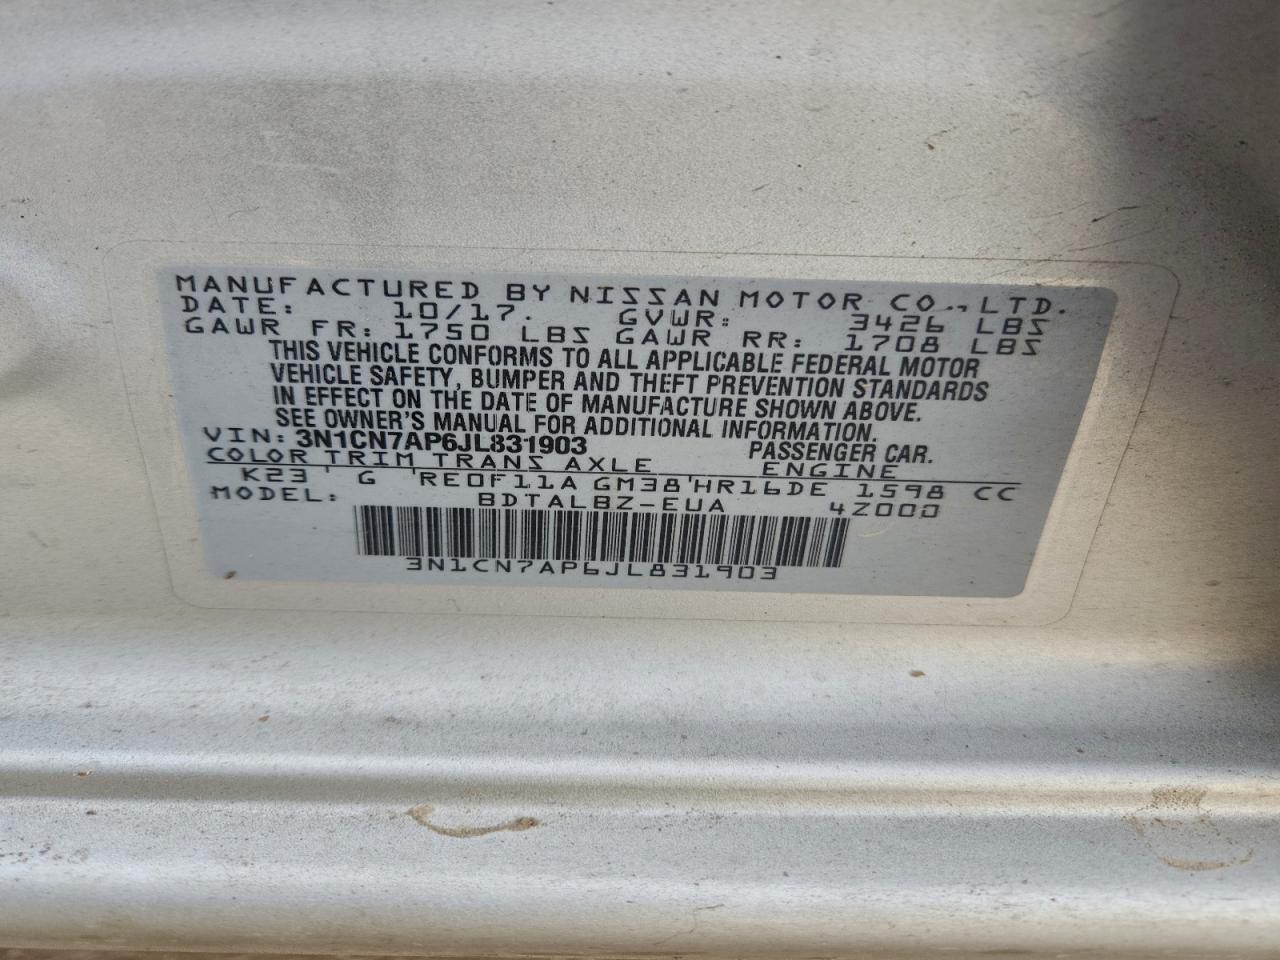 MANUFACTURED BY NISSAN MOTOR CO., LTD.
DATE: 10/17. GVWR: 3426 LBS
GAWR FR: 1750 LBS GAWR RR: 1708 LBS
THIS VEHICLE CONFORMS TO ALL APPLICABLE FEDERAL MOTOR
VEHICLE SAFETY, BUMPER AND THEFT PREVENTION STANDARDS
IN EFFECT ON THE DATE OF MANUFACTURE SHOWN ABOVE.
SEE OWNER'S MANUAL FOR ADDITIONAL INFORMATION.
VIN: 3N1CN7AP6JL831903 PASSENGER CAR.
COLOR TRIM TRANS AXLE ENGINE
K23 ' G ' RE0F11A GM38 ' HR16DE 1598 CC
MODEL: BDTALBZ-EUA 4Z000
3N1CN7AP6JL831903